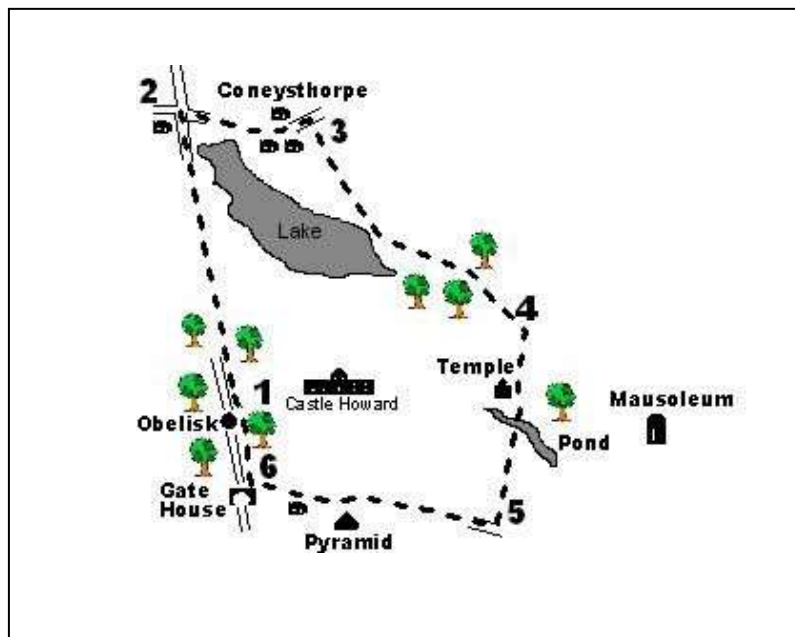 2
Coneysthorpe
3
Lake
4
Temple
1
Castle Howard
Mausoleum
Obelisk
Pond
6
Gate
House
5
Pyramid